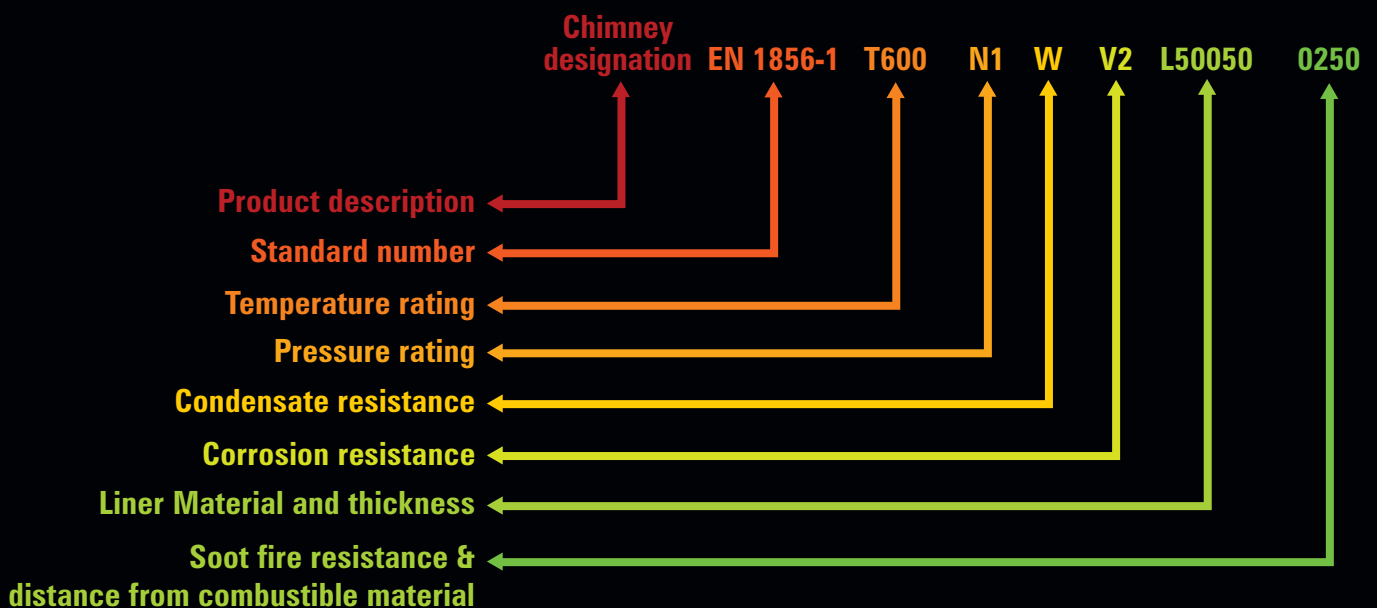 Chimney
designation EN 1856-1 T600 N1 W V2 L50050 0250
Product description
Standard number
Temperature rating
Pressure rating
Condensate resistance
Corrosion resistance
Liner Material and thickness
Soot fire resistance &
distance from combustible material